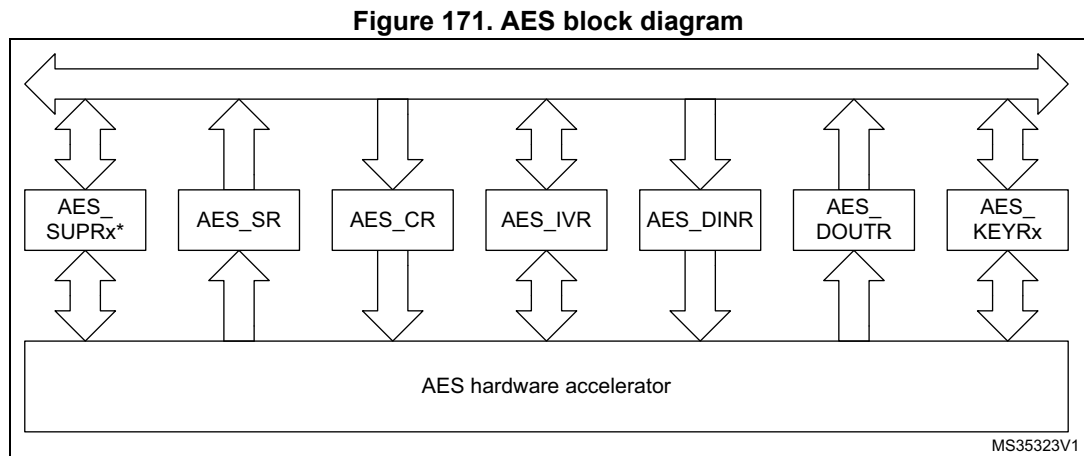 Figure 171. AES block diagram
AES_
SUPRx*
AES_SR
AES_CR
AES_IVR
AES_DINR
AES_
DOUTR
AES_
KEYRx
AES hardware accelerator
MS35323V1